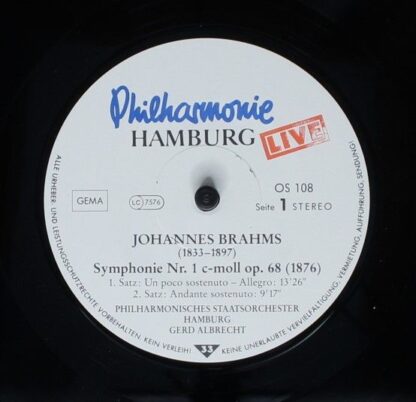 Philharmonie
HAMBURG
LIVE
OS 108
GEMA
LC 7576
Seite 1 STEREO
JOHANNES BRAHMS
(1833–1897)
Symphonie Nr. 1 c-moll op. 68 (1876)
1. Satz: Un poco sostenuto – Allegro: 13'26"
2. Satz: Andante sostenuto: 9'17"
PHILHARMONISCHES STAATSORCHESTER
HAMBURG
GERD ALBRECHT
33
ALLE URHEBER- UND LEISTUNGSSCHUTZRECHTE VORBEHALTEN. KEIN VERLEIH! KEINE UNERLAUBTE VERVIELFÄLTIGUNG, VERMIETUNG, AUFFÜHRUNG, SENDUNG!